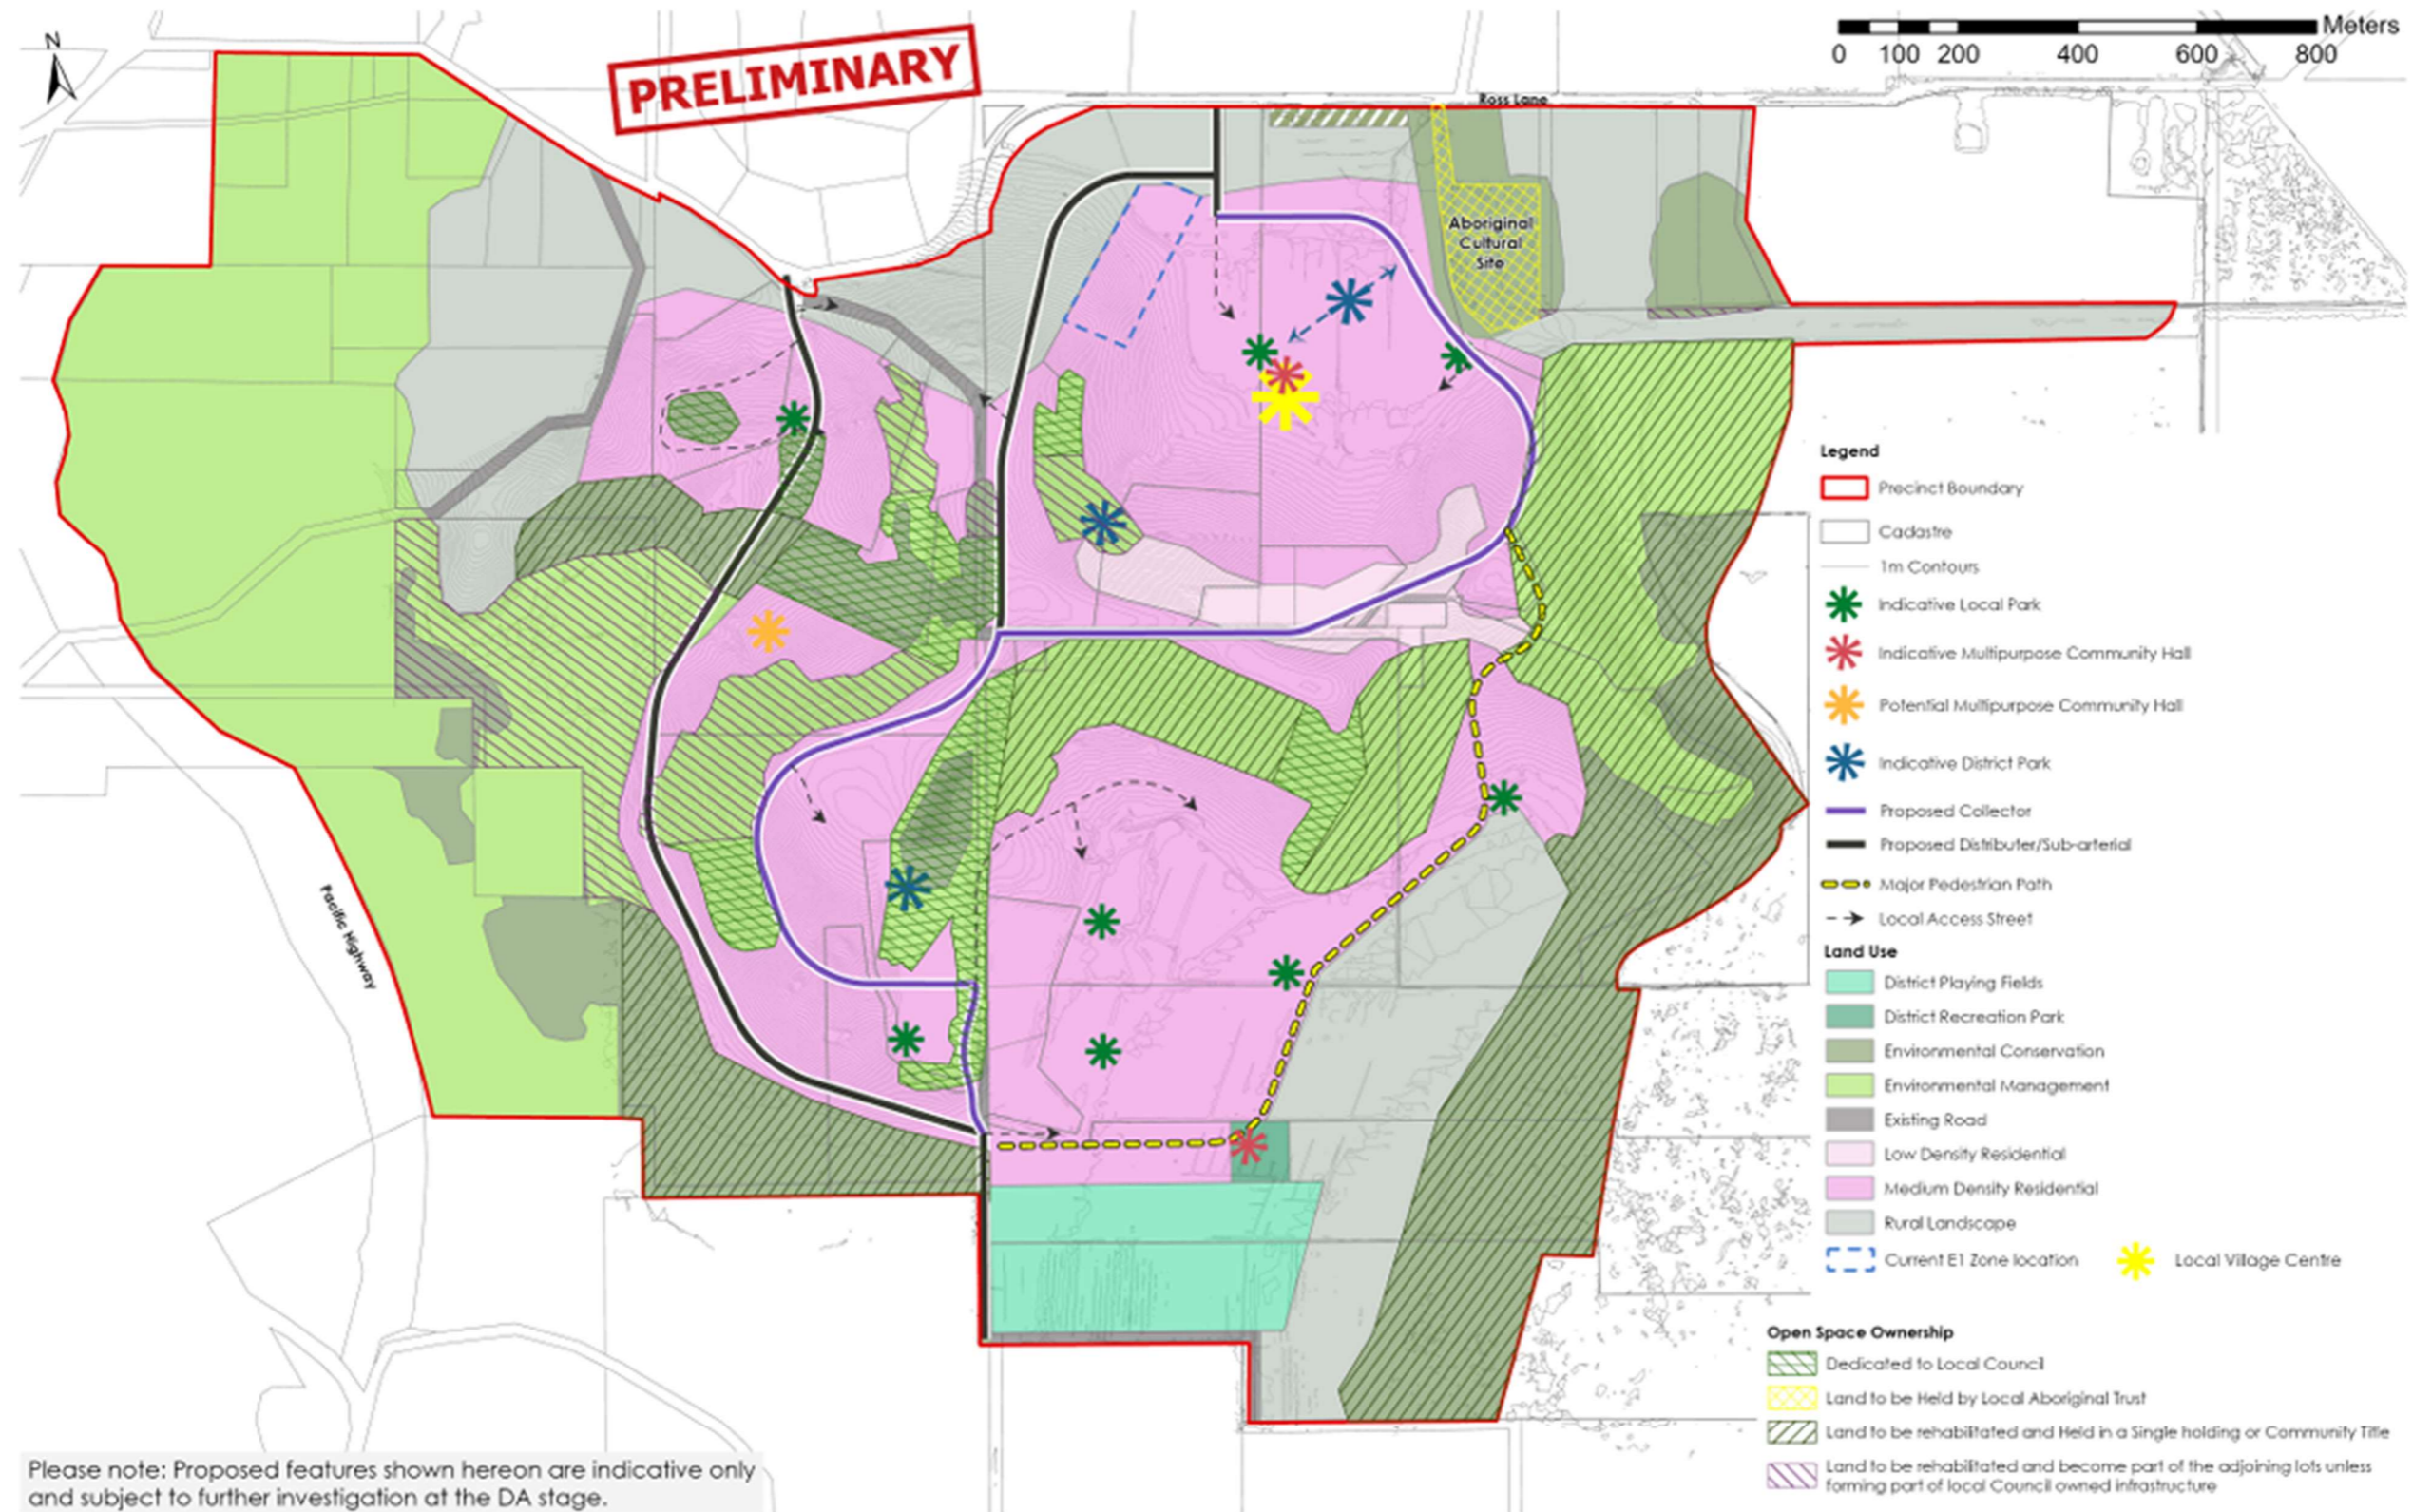 N
PRELIMINARY
Meters
0 100 200 400 600 800
Ross Lane
Aboriginal
Cultural
Site
Pacific Highway
Legend
Precinct Boundary
Cadastre
1m Contours
Indicative Local Park
Indicative Multipurpose Community Hall
Potential Multipurpose Community Hall
Indicative District Park
Proposed Collector
Proposed Distributer/Sub-arterial
Major Pedestrian Path
Local Access Street
Land Use
District Playing Fields
District Recreation Park
Environmental Conservation
Environmental Management
Existing Road
Low Density Residential
Medium Density Residential
Rural Landscape
Current E1 Zone location
Local Village Centre
Open Space Ownership
Dedicated to Local Council
Land to be Held by Local Aboriginal Trust
Land to be rehabilitated and Held in a Single holding or Community Title
Land to be rehabilitated and become part of the adjoining lots unless
forming part of local Council owned infrastructure
Please note: Proposed features shown hereon are indicative only
and subject to further investigation at the DA stage.